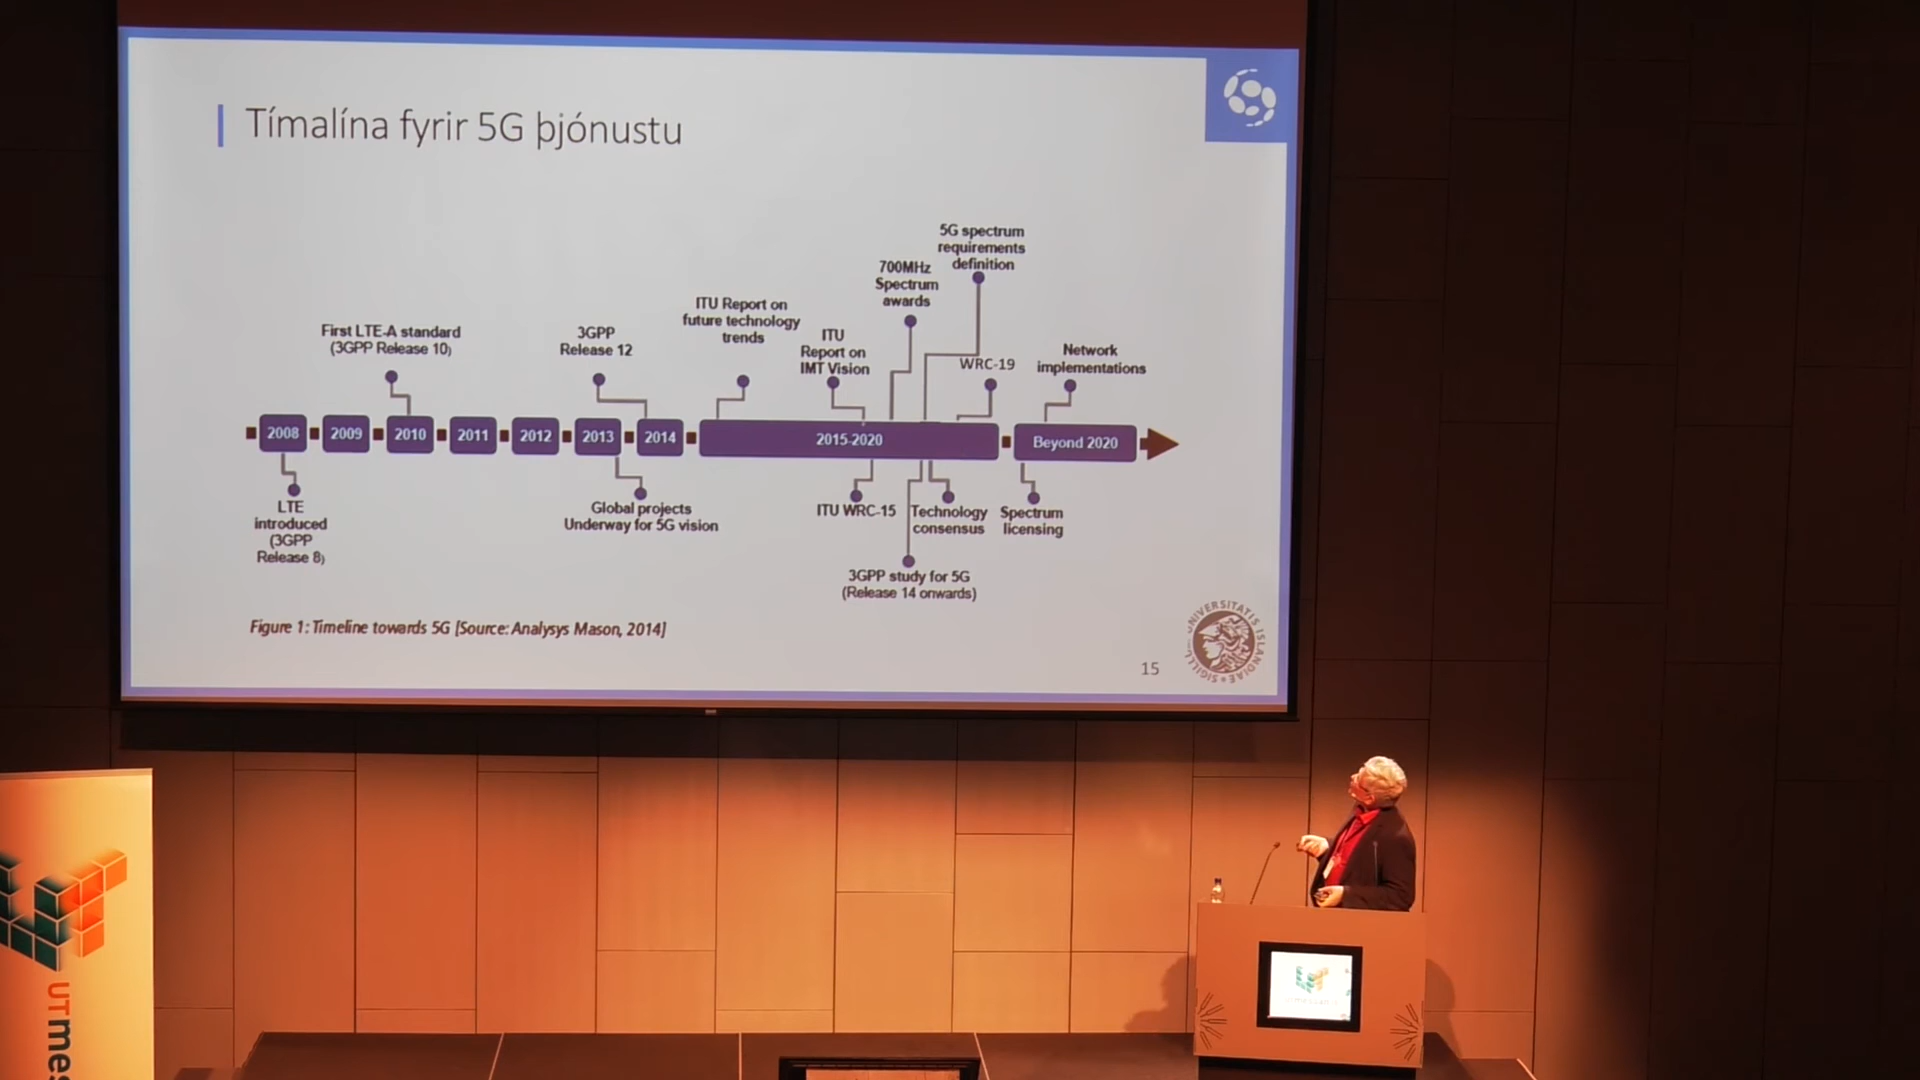 Tímalína fyrir 5G þjónustu
5G spectrum
requirements
definition
700MHz
Spectrum
awards
ITU Report on
future technology
trends
ITU
Report on
IMT Vision
First LTE-A standard
(3GPP Release 10)
3GPP
Release 12
WRC-19
Network
implementations
2008
2009
2010
2011
2012
2013
2014
2015-2020
Beyond 2020
LTE
introduced
(3GPP
Release 8)
Global projects
Underway for 5G vision
ITU WRC-15
Technology
consensus
Spectrum
licensing
3GPP study for 5G
(Release 14 onwards)
Figure 1: Timeline towards 5G [Source: Analysys Mason, 2014]
15
UTmes